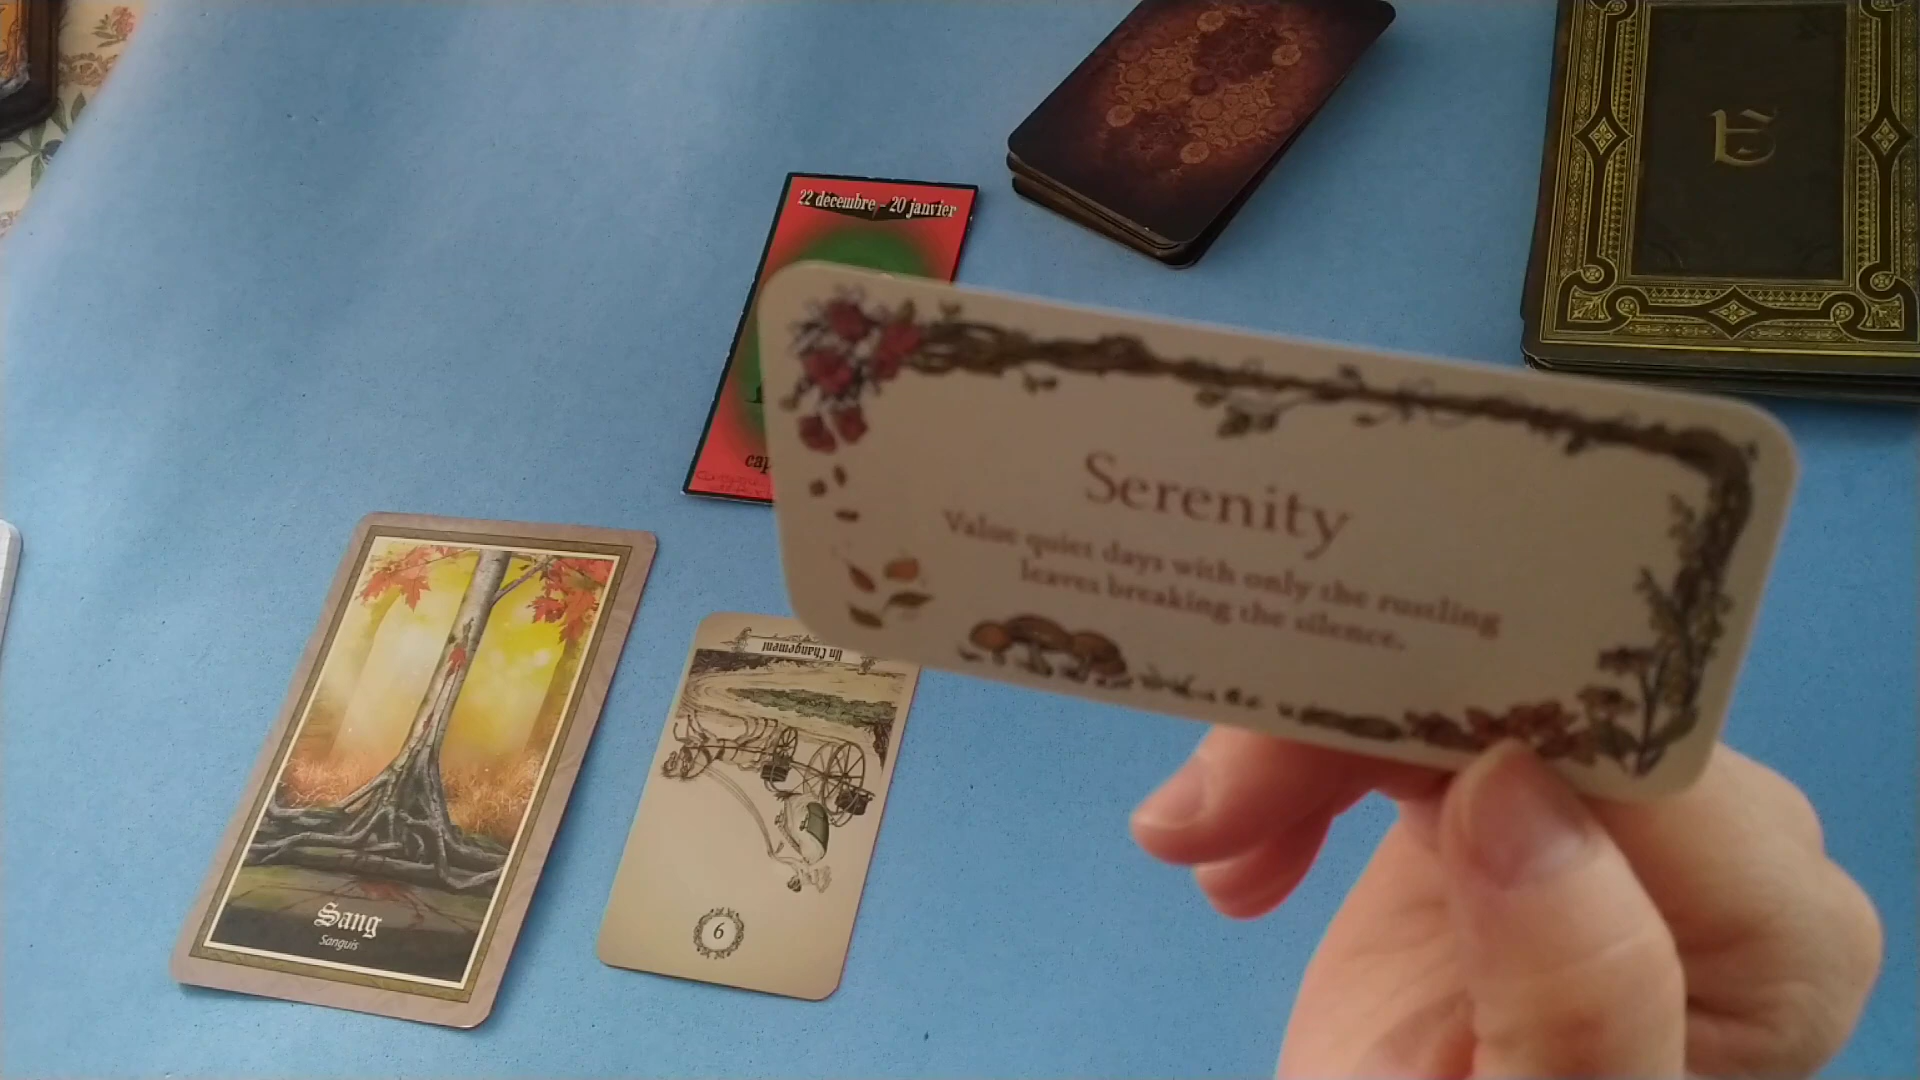 22 décembre - 20 janvier
cap
Serenity
Value quiet days with only the rustling
leaves breaking the silence.
Un Changement
6
Sang
Sanguis